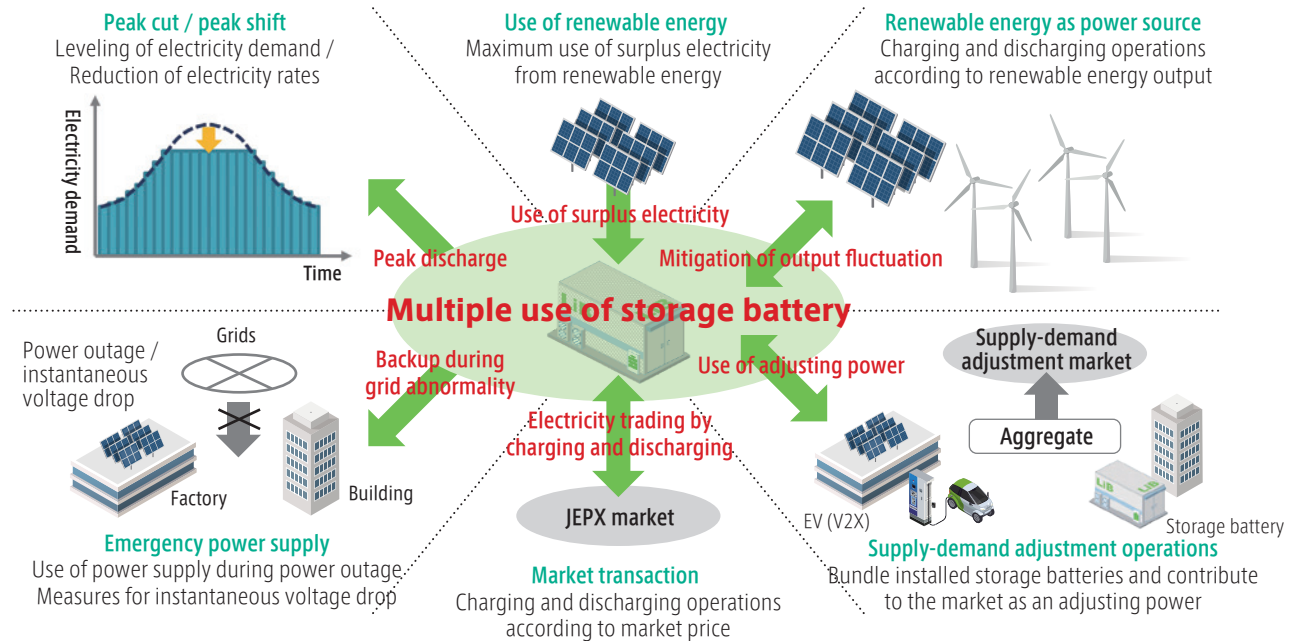 Peak cut / peak shift
Leveling of electricity demand /
Reduction of electricity rates
Electricity demand
Time
Peak discharge
Use of renewable energy
Maximum use of surplus electricity
from renewable energy
Use of surplus electricity
Renewable energy as power source
Charging and discharging operations
according to renewable energy output
Mitigation of output fluctuation
Multiple use of storage battery
LiB
Power outage /
instantaneous
voltage drop
Grids
Backup during
grid abnormality
Factory
Building
Emergency power supply
Use of power supply during power outage
Measures for instantaneous voltage drop
Electricity trading by
charging and discharging
JEPX market
Market transaction
Charging and discharging operations
according to market price
Use of adjusting power
Supply-demand
adjustment market
Aggregate
EV (V2X)
LiB
LiB
Storage battery
Supply-demand adjustment operations
Bundle installed storage batteries and contribute
to the market as an adjusting power